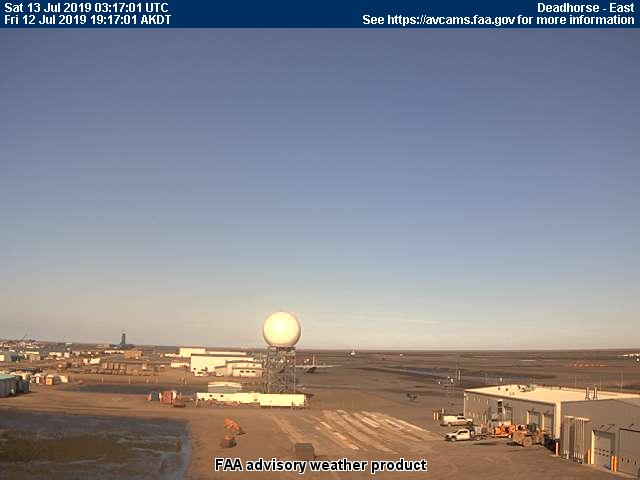 Sat 13 Jul 2019 03:17:01 UTC
Deadhorse - East
Fri 12 Jul 2019 19:17:01 AKDT
See https://avcams.faa.gov for more information
FAA advisory weather product